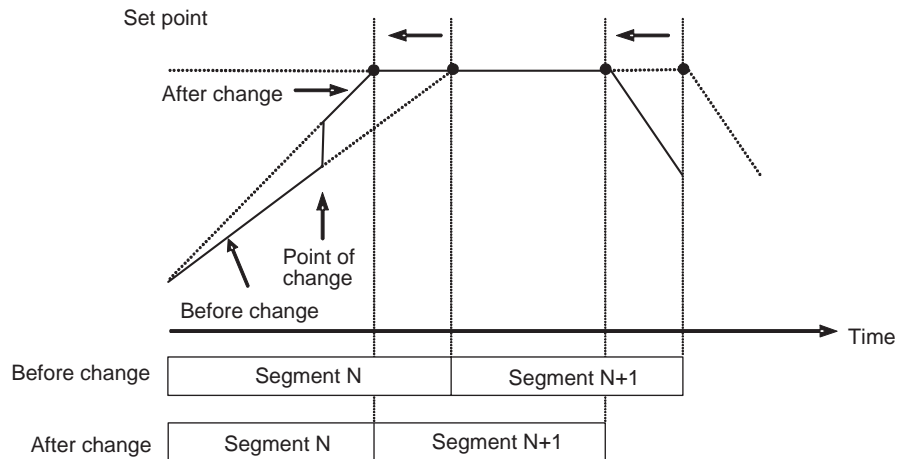 Set point
After change
Point of
change
Before change
Time
Before change
Segment N
Segment N+1
After change
Segment N
Segment N+1